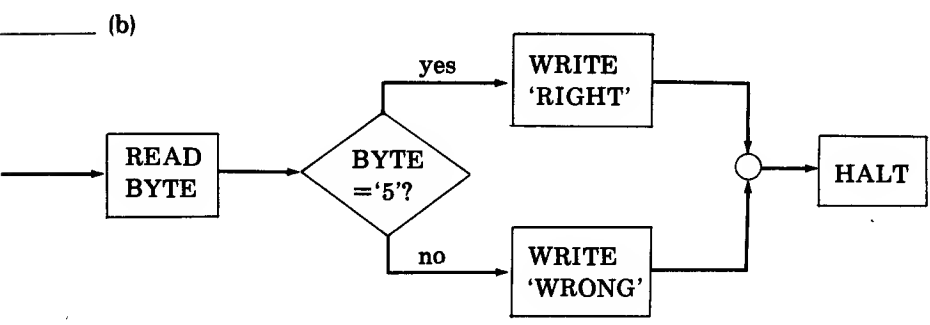 (b)
READ
BYTE
BYTE
='5'?
yes
WRITE
'RIGHT'
no
WRITE
'WRONG'
HALT